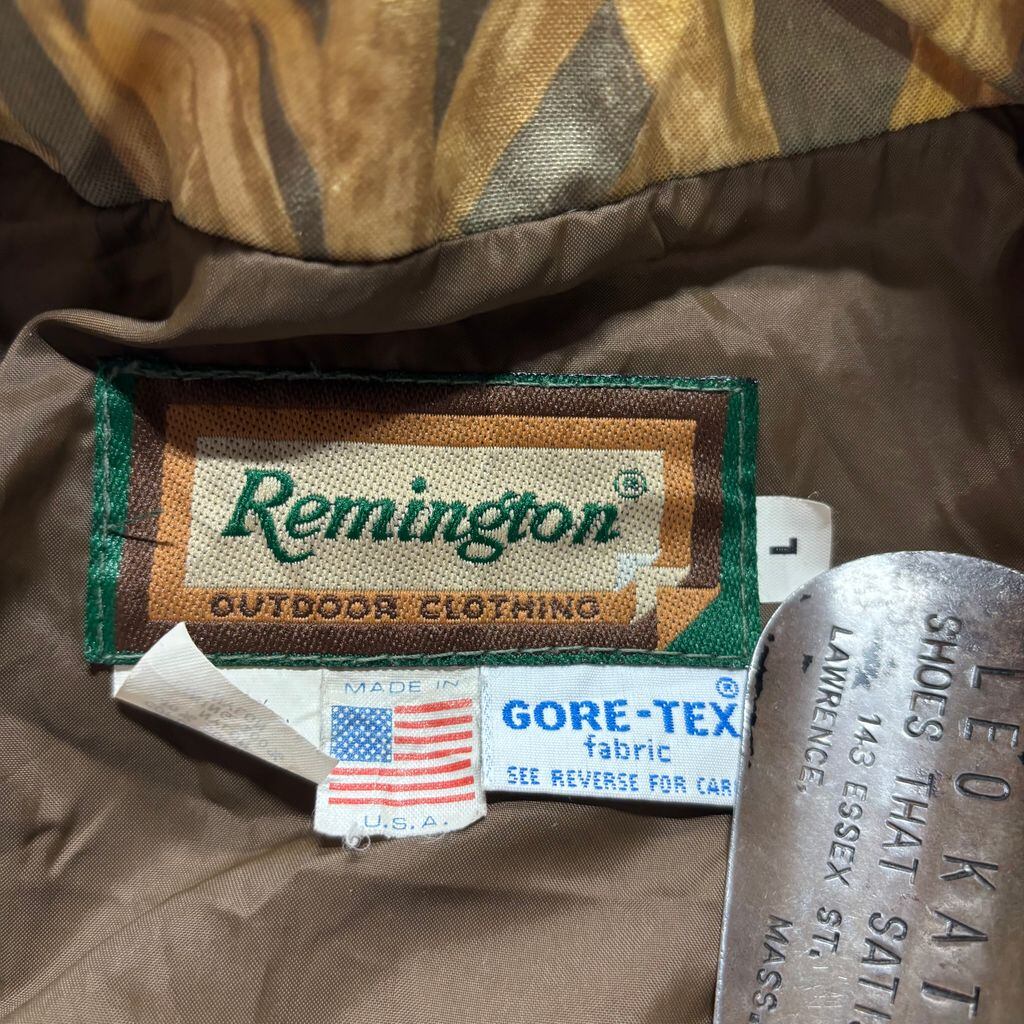 Remington®
OUTDOOR CLOTHING
L
MADE IN
U.S.A.
GORE-TEX®
fabric
SEE REVERSE FOR CAR
LEO KAT
SHOES THAT SATI
143 ESSEX ST.
LAWRENCE, MASS.